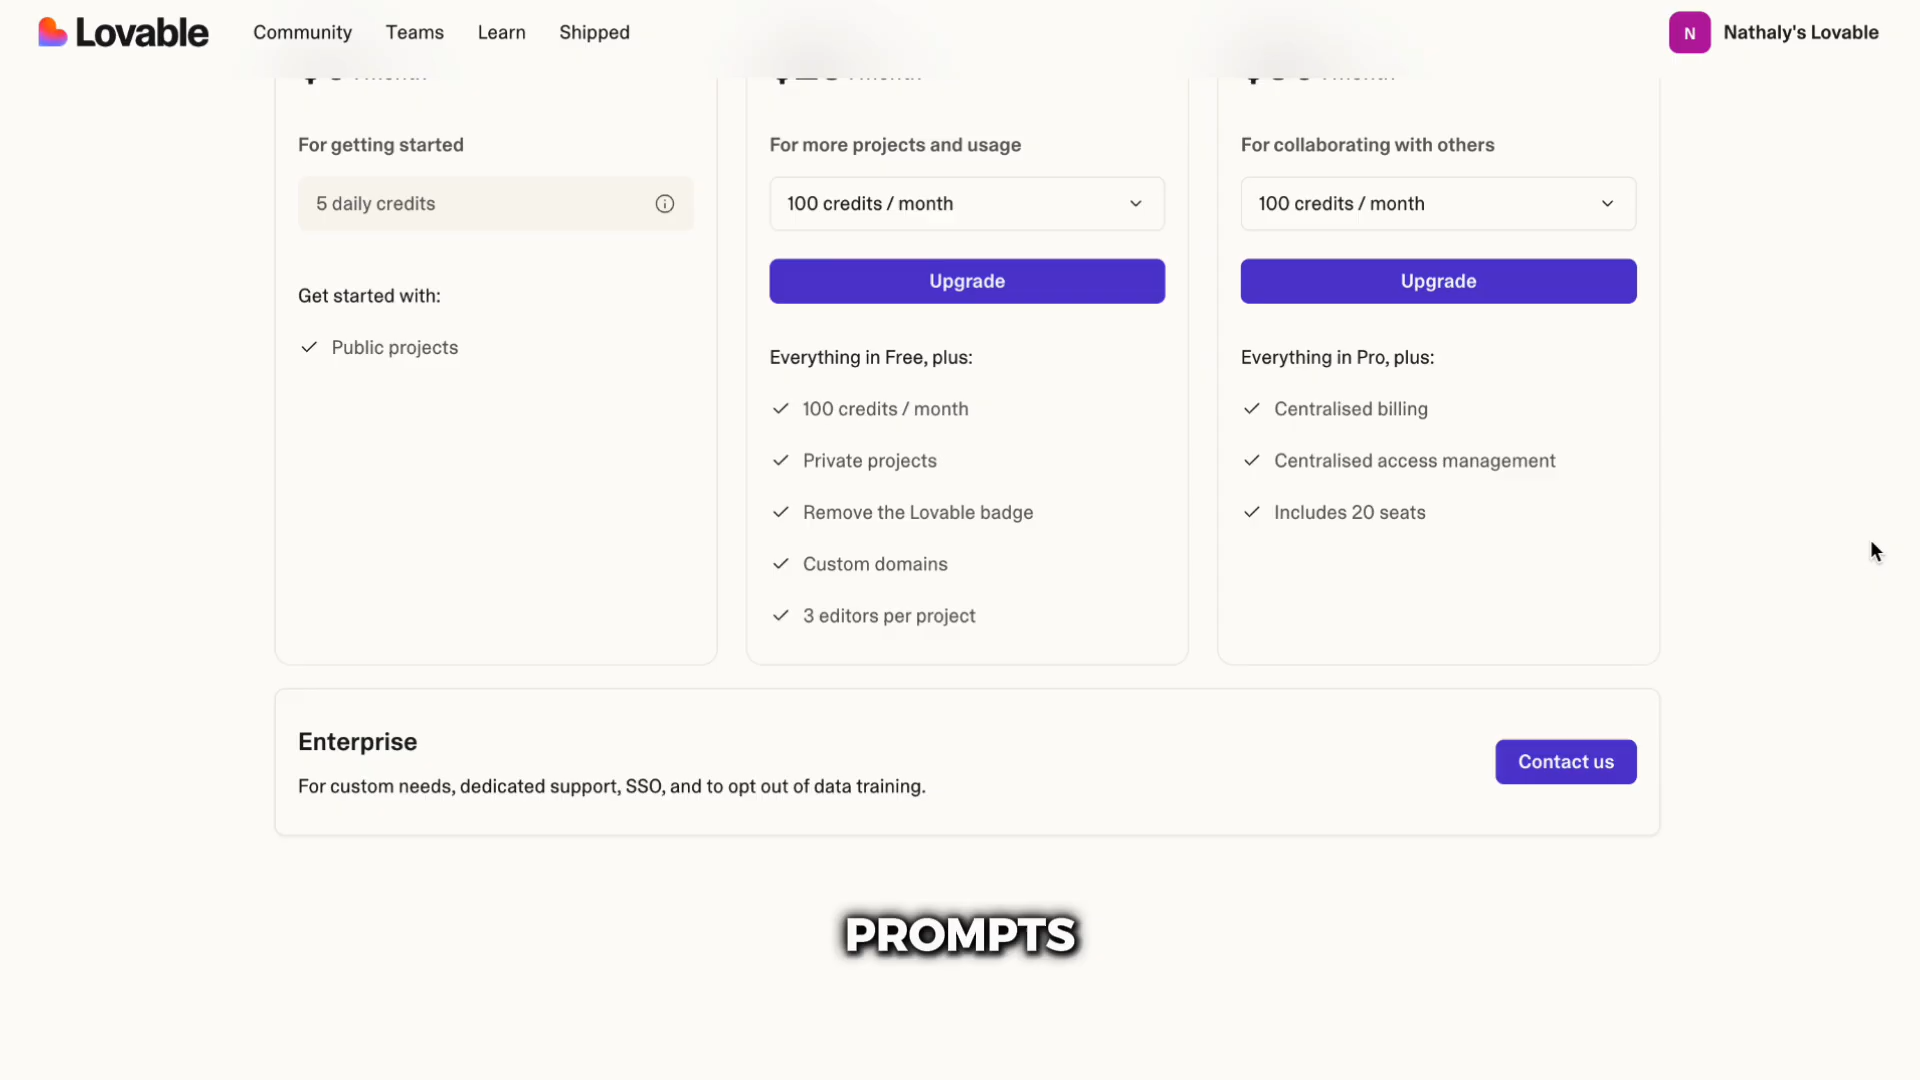 Lovable
Community
Teams
Learn
Shipped
N
Nathaly's Lovable
For getting started
5 daily credits
Get started with:
Public projects
For more projects and usage
100 credits / month
Upgrade
Everything in Free, plus:
100 credits / month
Private projects
Remove the Lovable badge
Custom domains
3 editors per project
For collaborating with others
100 credits / month
Upgrade
Everything in Pro, plus:
Centralised billing
Centralised access management
Includes 20 seats
Enterprise
For custom needs, dedicated support, SSO, and to opt out of data training.
Contact us
PROMPTS